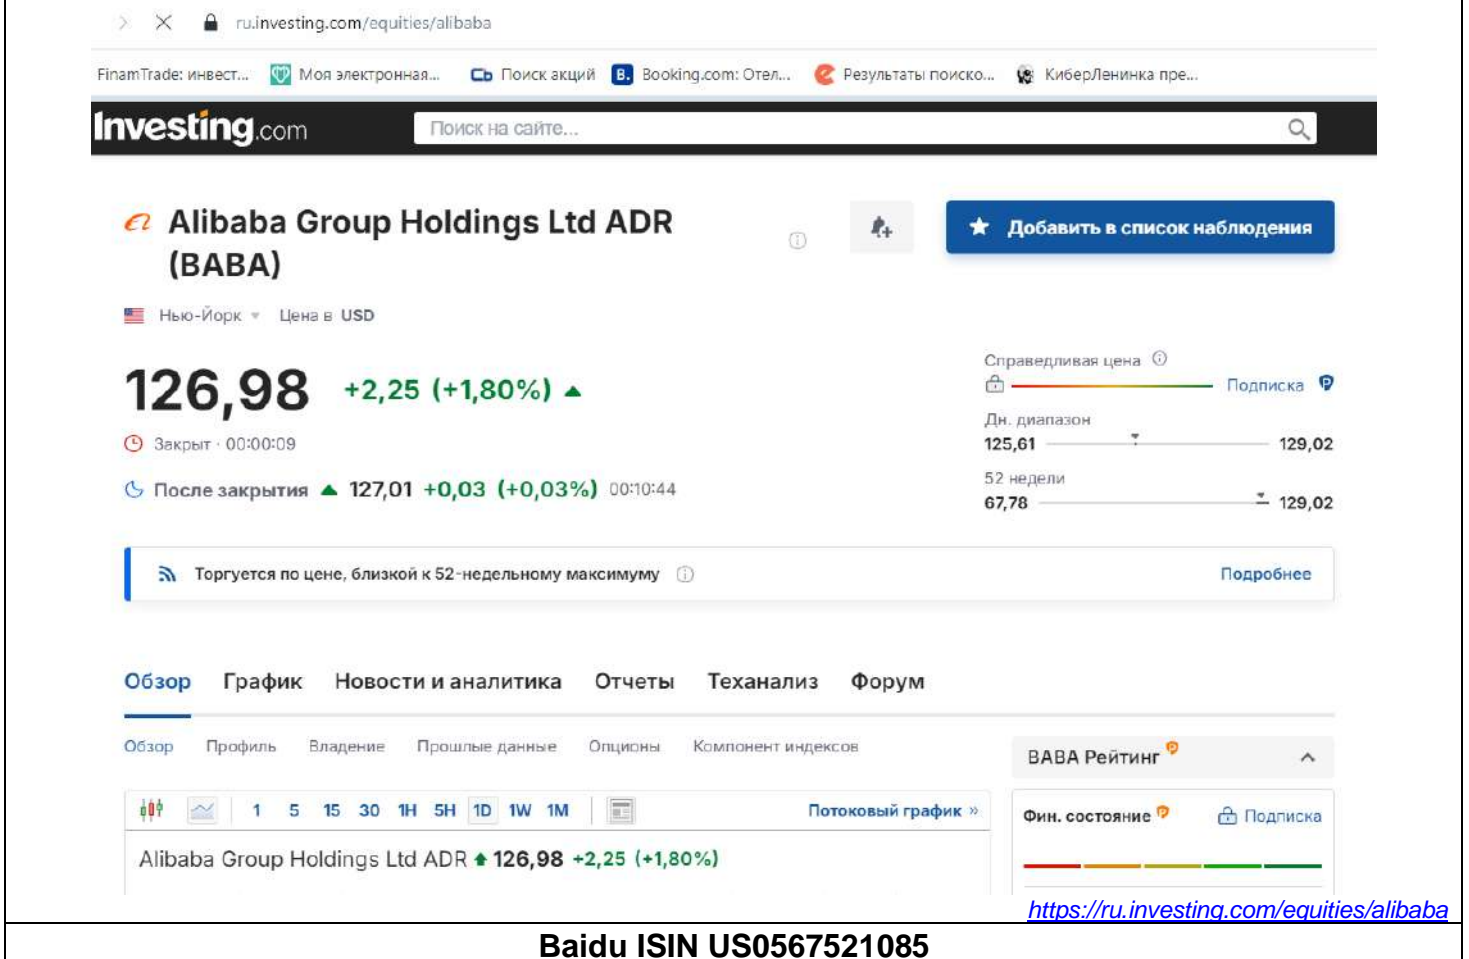 ru.investing.com/equities/alibaba
FinamTrade: инвест... Моя электронная... Сь Поиск акций B. Booking.com: Отел... Результаты поиско... КиберЛенинка пре...
Investing.com Поиск на сайте...
Alibaba Group Holdings Ltd ADR
(BABA)
Добавить в список наблюдения
Нью-Йорк Цена в USD
126,98 +2,25 (+1,80%)
Справедливая цена
Подписка
Дн. диапазон
125,61 129,02
Закрыт · 00:00:09
После закрытия 127,01 +0,03 (+0,03%) 00:10:44
52 недели
67,78 129,02
Торгуется по цене, близкой к 52-недельному максимуму Подробнее
Обзор График Новости и аналитика Отчеты Теханализ Форум
Обзор Профиль Владение Прошлые данные Опционы Компонент индексов
BABA Рейтинг
1 5 15 30 1H 5H 1D 1W 1M Потоковый график »
Фин. состояние Подписка
Alibaba Group Holdings Ltd ADR 126,98 +2,25 (+1,80%)
https://ru.investing.com/equities/alibaba
Baidu ISIN US0567521085